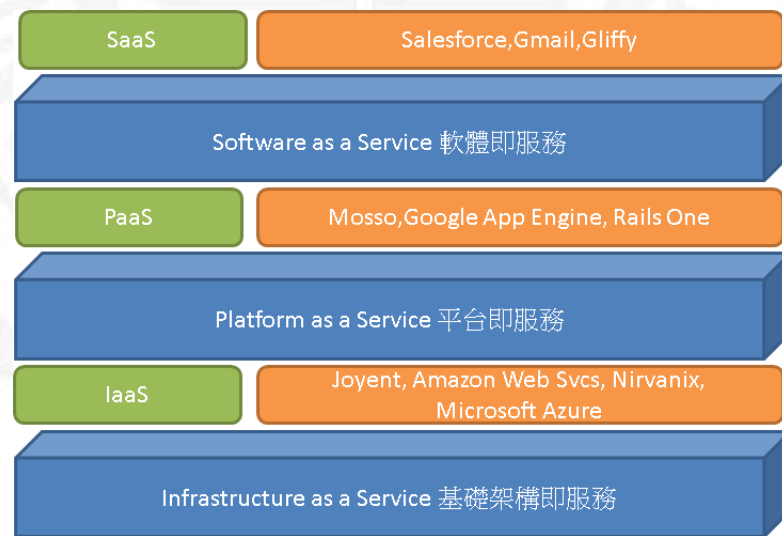 SaaS
Salesforce,Gmail,Gliffy
Software as a Service 軟體即服務
PaaS
Mosso,Google App Engine, Rails One
Platform as a Service 平台即服務
IaaS
Joyent, Amazon Web Svcs, Nirvanix,
Microsoft Azure
Infrastructure as a Service 基礎架構即服務